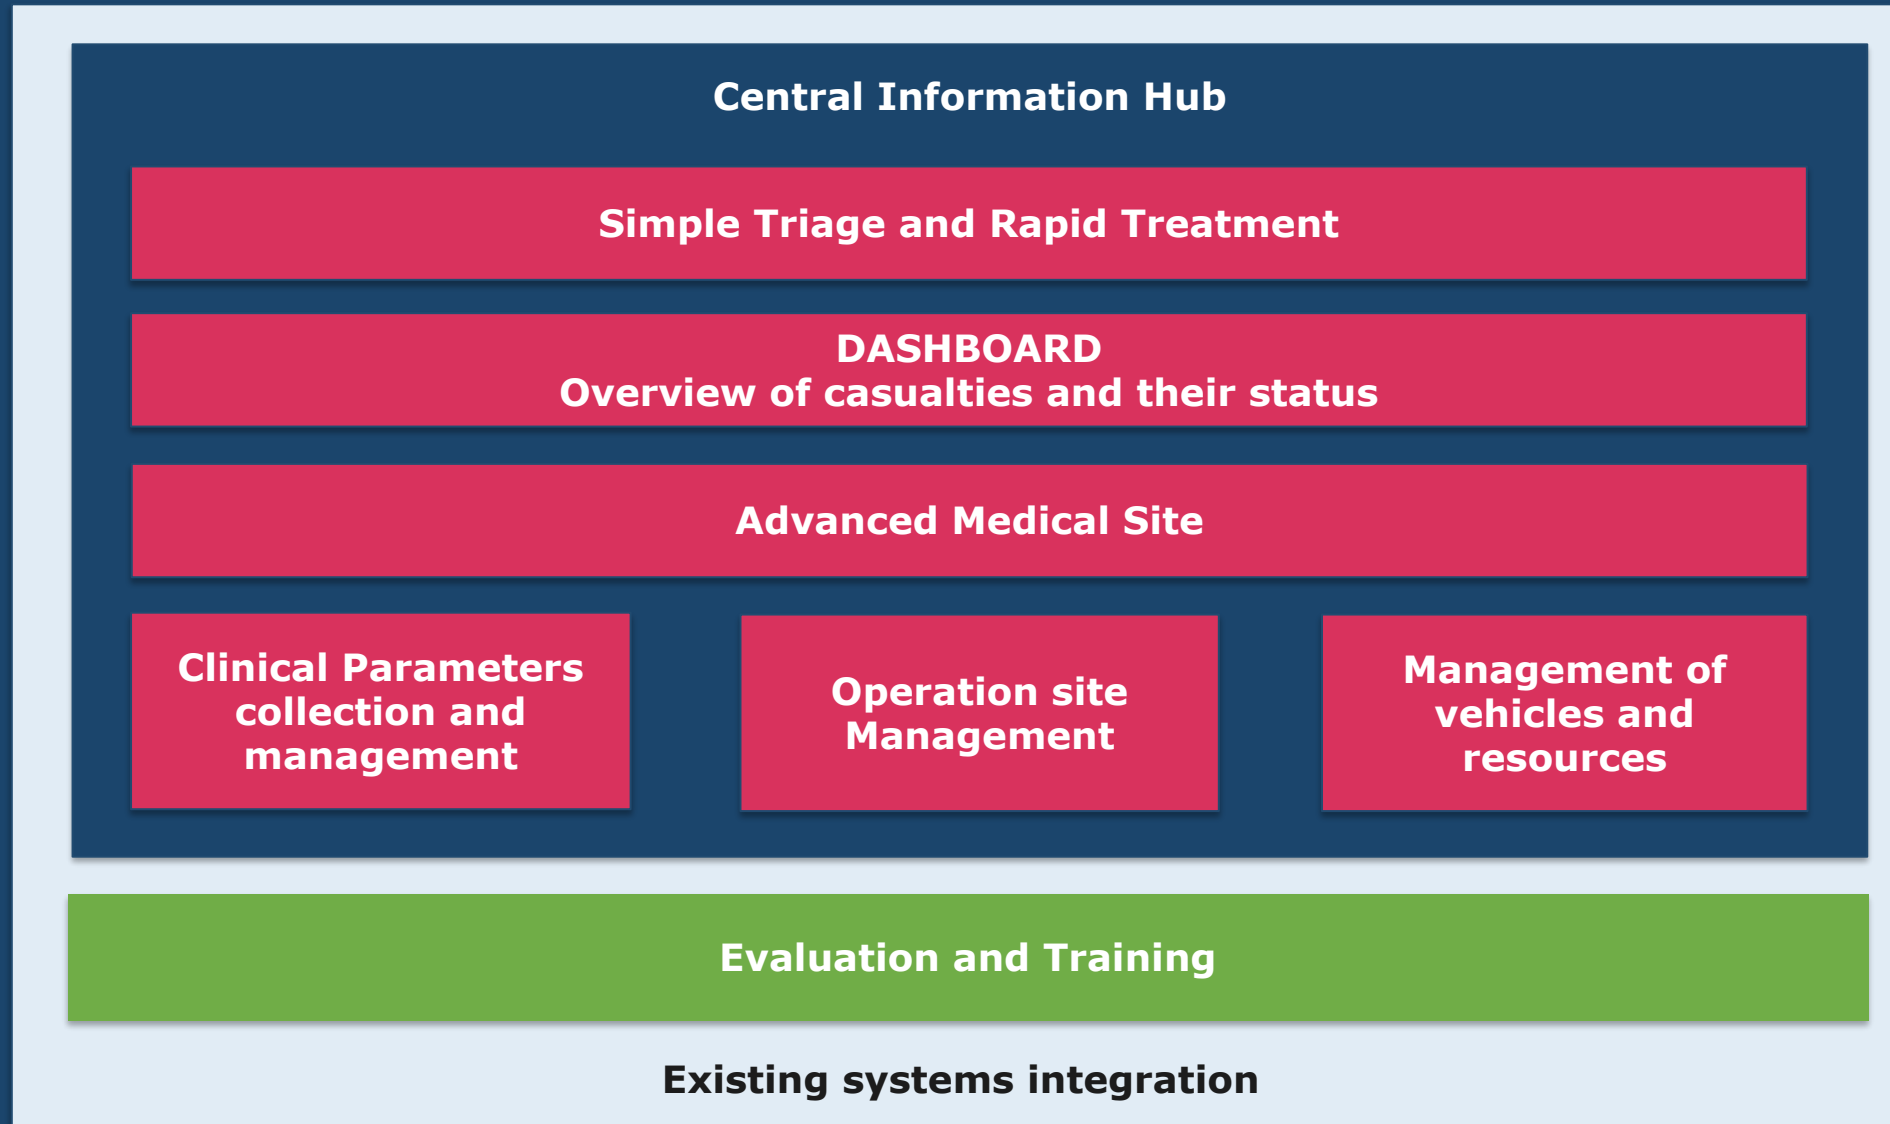 Central Information Hub
Simple Triage and Rapid Treatment
DASHBOARD
Overview of casualties and their status
Advanced Medical Site
Clinical Parameters
collection and
management
Operation site
Management
Management of
vehicles and
resources
Evaluation and Training
Existing systems integration